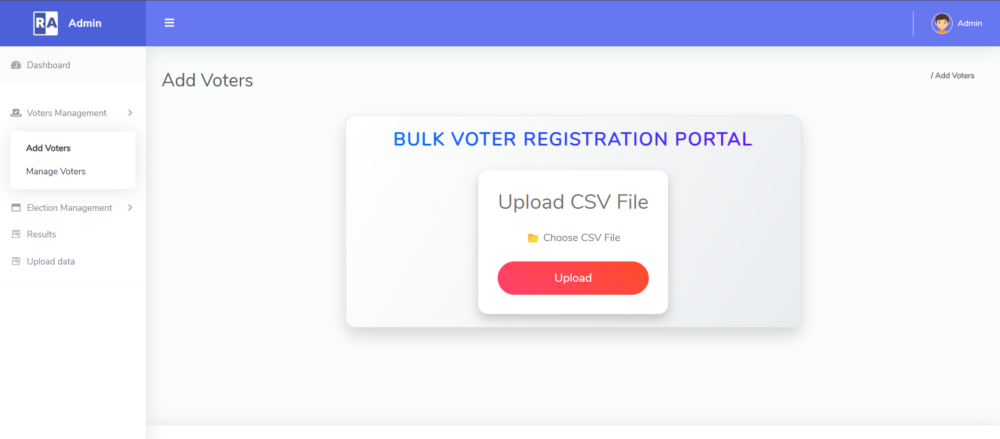 RA Admin
Admin
Dashboard
Voters Management
Add Voters
Manage Voters
Election Management
Results
Upload data
Add Voters
/ Add Voters
BULK VOTER REGISTRATION PORTAL
Upload CSV File
Choose CSV File
Upload